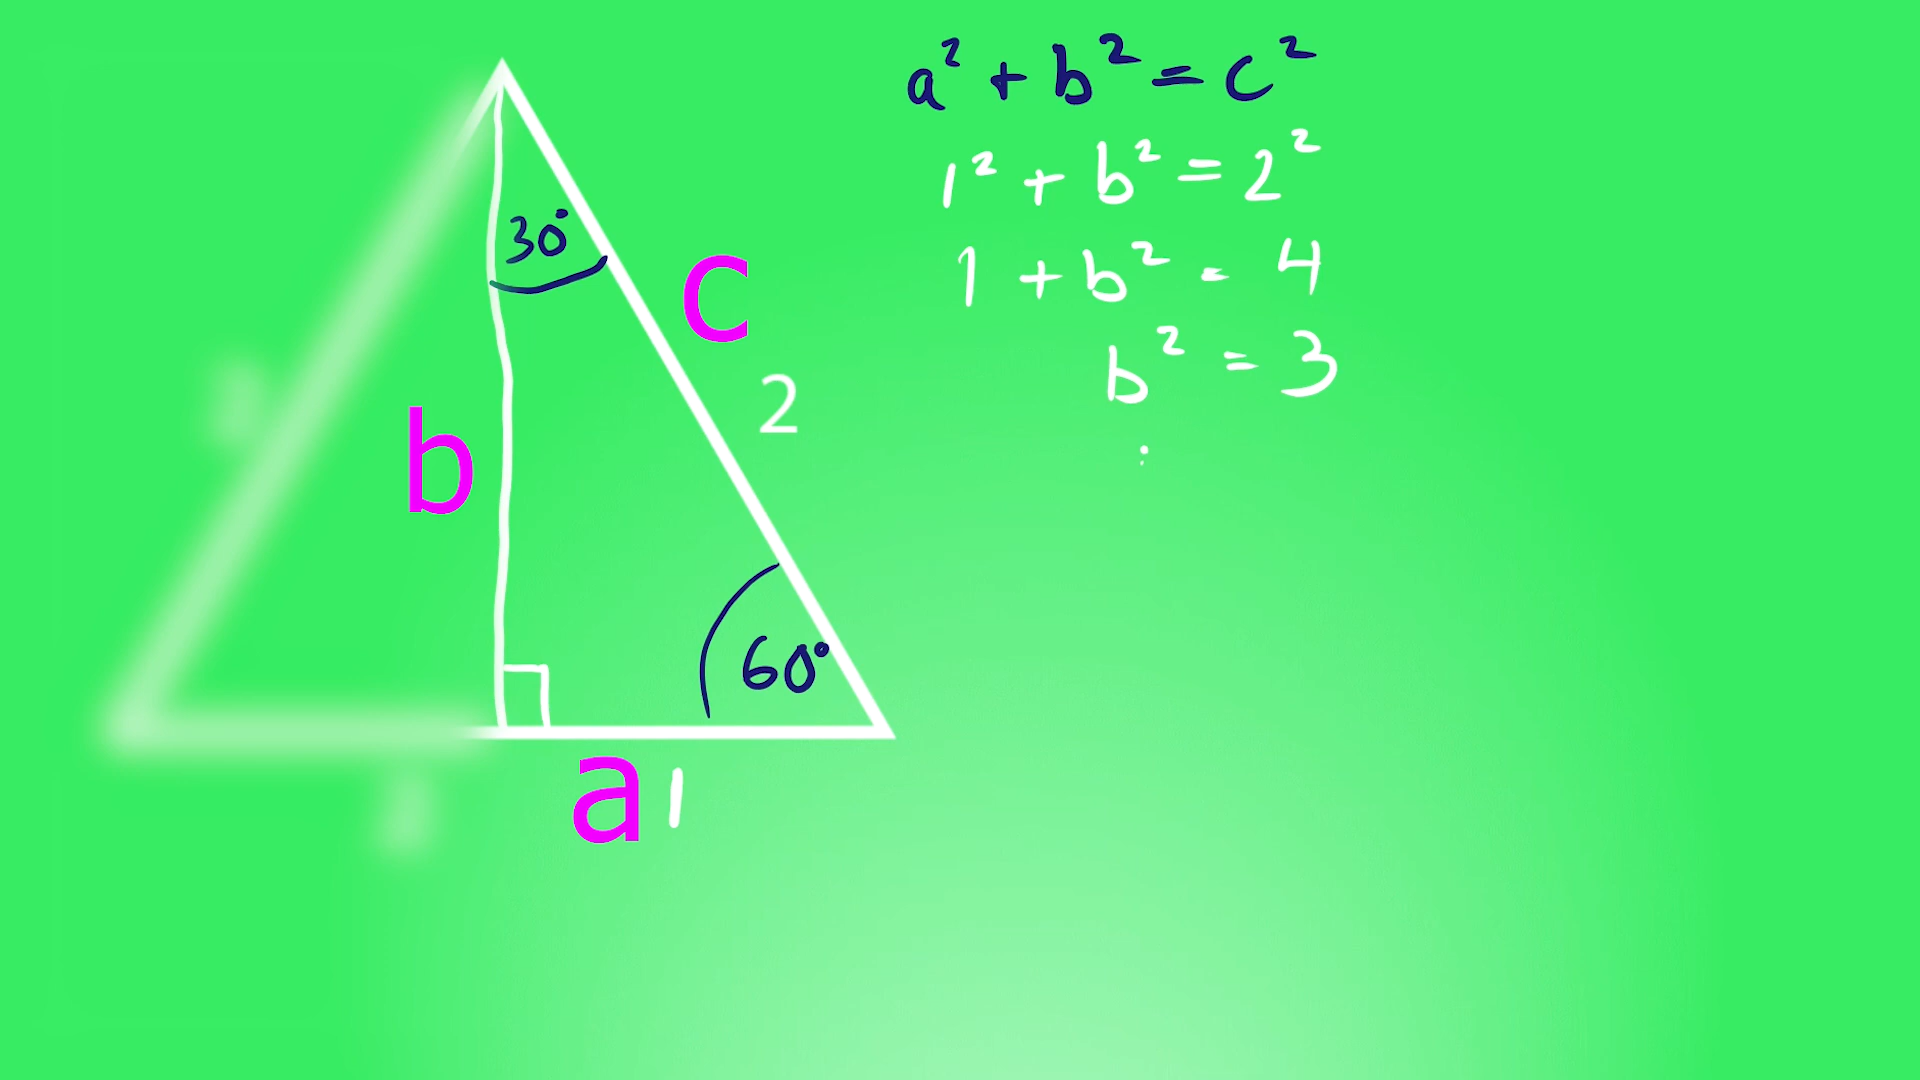 a² + b² = c²
1² + b² = 2²
30°
1 + b² = 4
c
b² = 3
2
b
60°
a 1